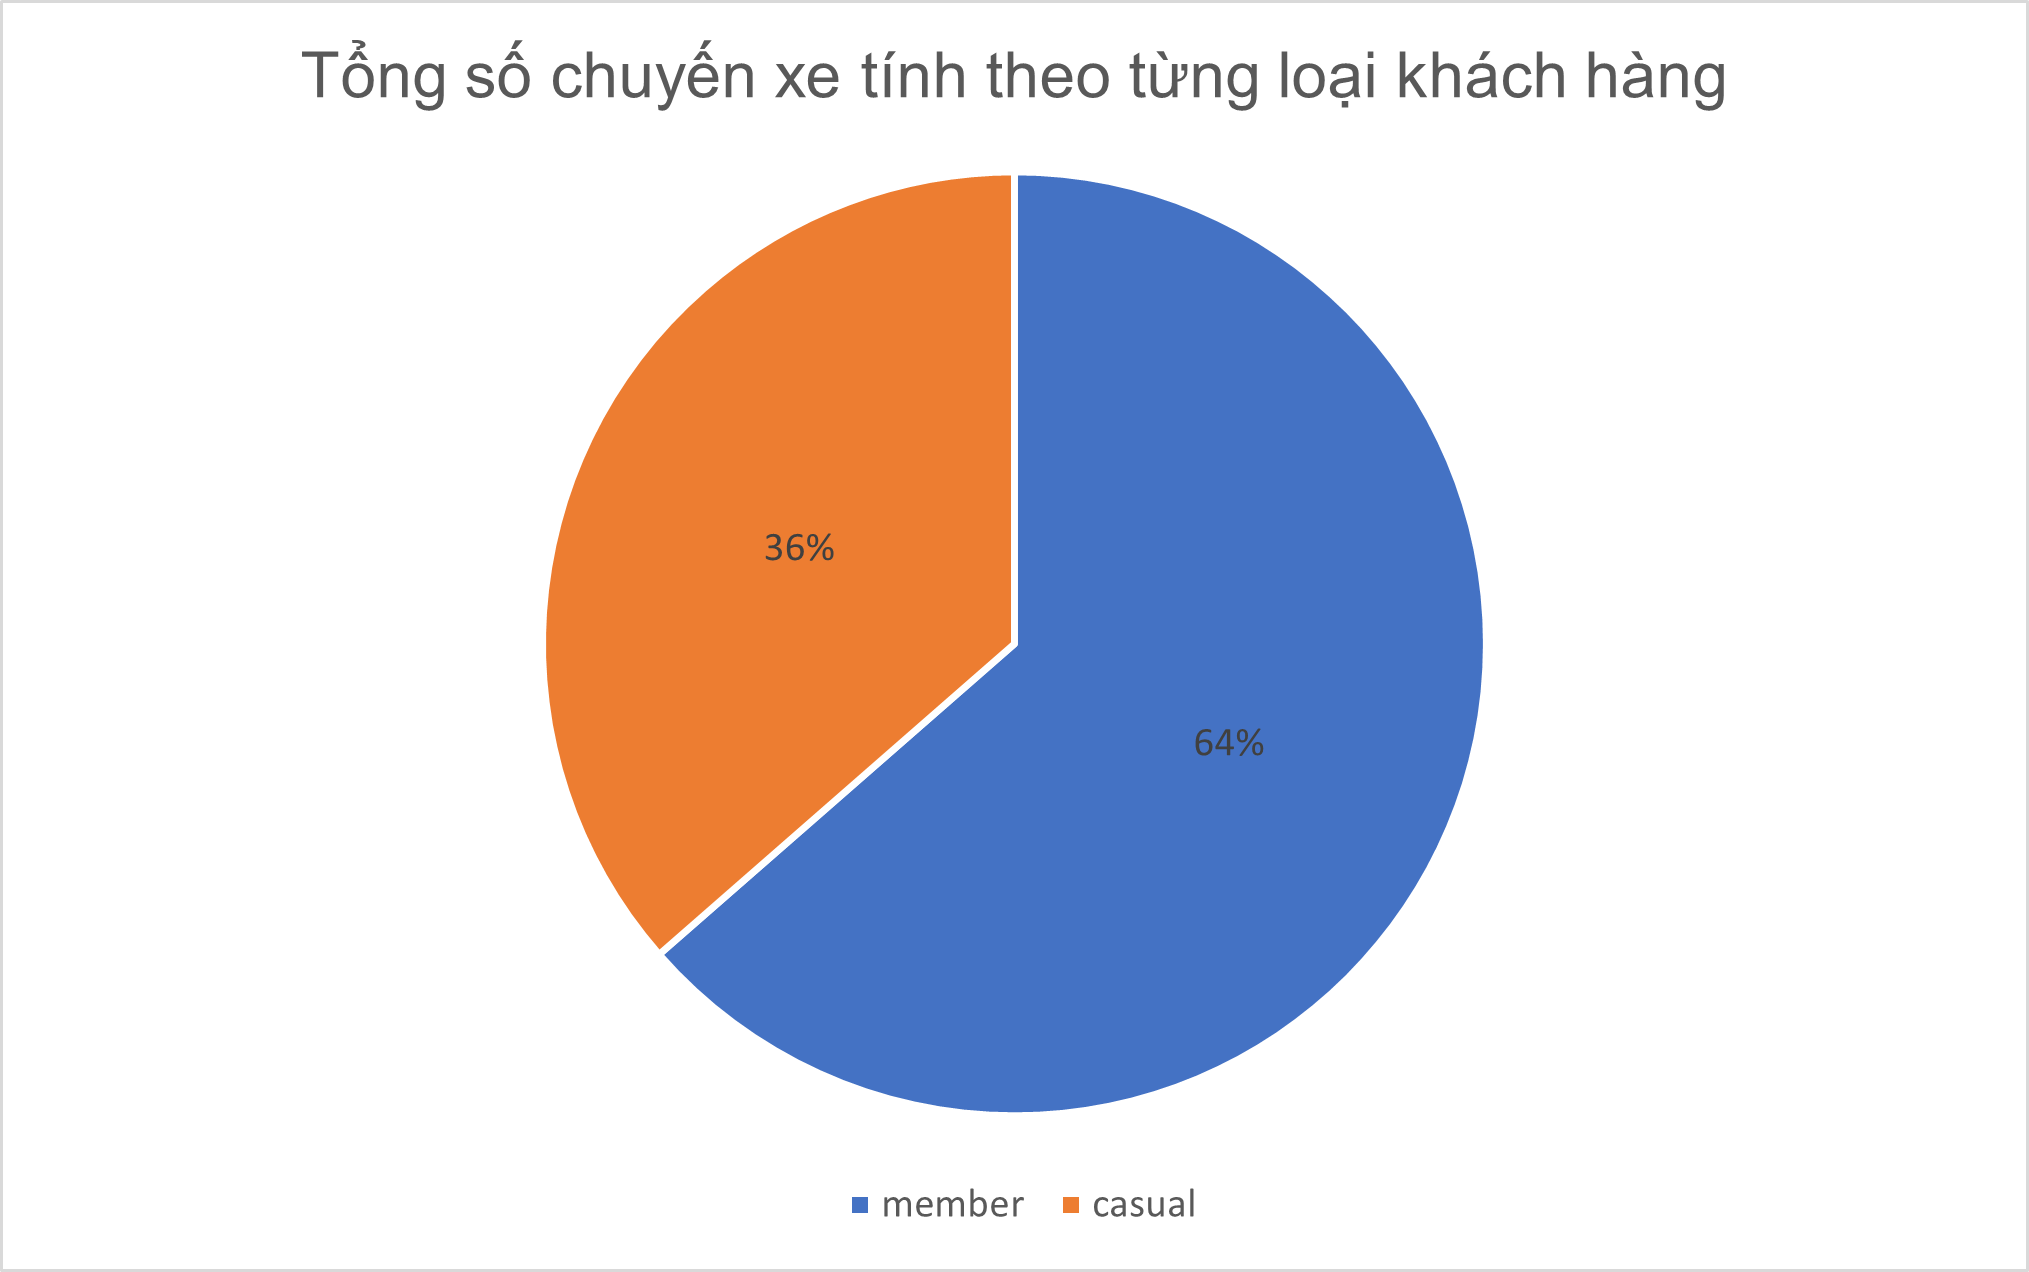 Tổng số chuyến xe tính theo từng loại khách hàng
36%
64%
member casual